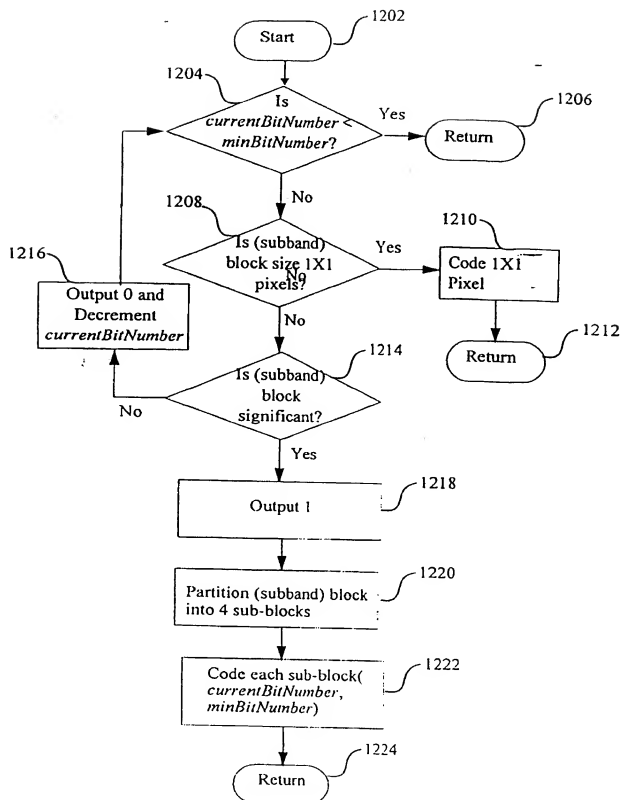 1202
Start
1204
Is
currentBitNumber <
minBitNumber?
Yes
1206
Return
No
1208
Is (subband)
block size 1X1
No
pixels?
Yes
1210
Code 1X1
Pixel
1212
Return
1216
Output 0 and
Decrement
currentBitNumber
No
1214
Is (subband)
block
significant?
No
Yes
1218
Output 1
1220
Partition (subband) block
into 4 sub-blocks
1222
Code each sub-block(
currentBitNumber,
minBitNumber)
1224
Return